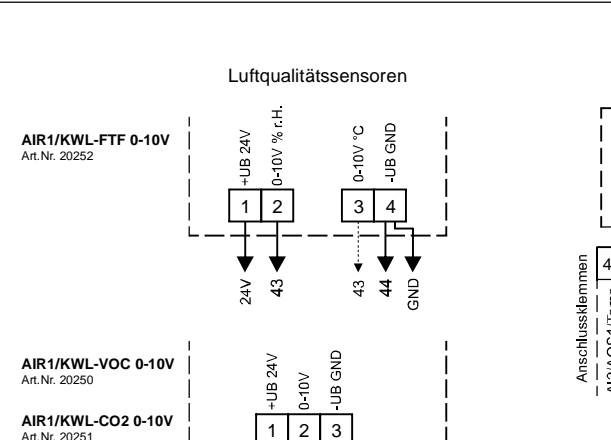 Luftqualitätssensoren
AIR1/KWL-FTF 0-10V
Art.Nr. 20252
+UB 24V
0-10V % r.H.
0-10V °C
-UB GND
1 2 3 4
24V
43
43
44
GND
AIR1/KWL-VOC 0-10V
Art.Nr. 20250
AIR1/KWL-CO2 0-10V
Art.Nr. 20251
+UB 24V
0-10V
-UB GND
1 2 3
Anschlussklemmen
4